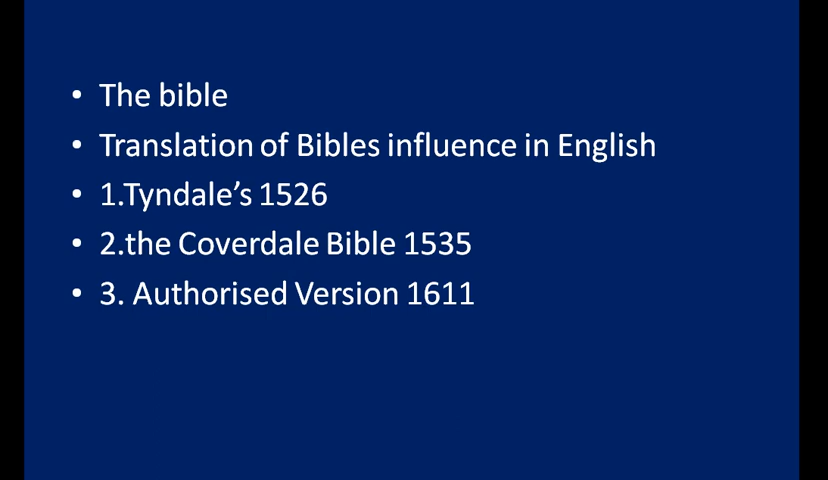 • The bible
• Translation of Bibles influence in English
• 1.Tyndale’s 1526
• 2.the Coverdale Bible 1535
• 3. Authorised Version 1611